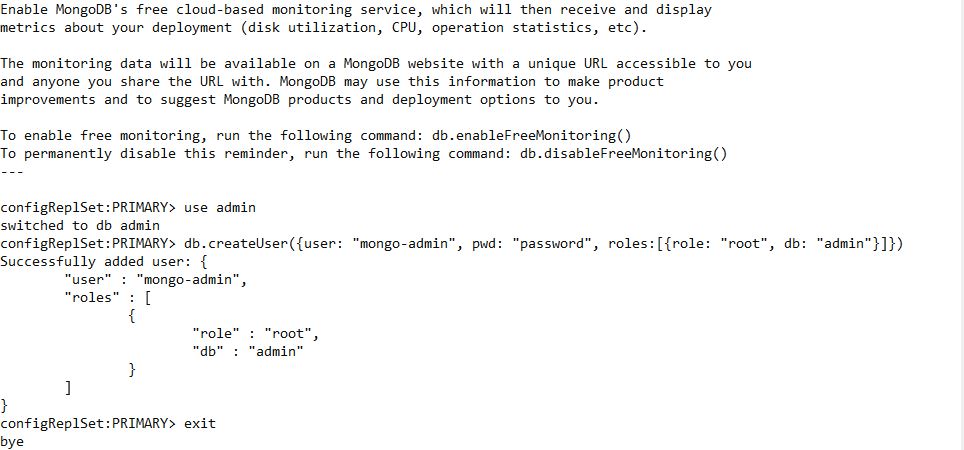 Enable MongoDB's free cloud-based monitoring service, which will then receive and display
metrics about your deployment (disk utilization, CPU, operation statistics, etc).
The monitoring data will be available on a MongoDB website with a unique URL accessible to you
and anyone you share the URL with. MongoDB may use this information to make product
improvements and to suggest MongoDB products and deployment options to you.
To enable free monitoring, run the following command: db.enableFreeMonitoring()
To permanently disable this reminder, run the following command: db.disableFreeMonitoring()
---
configReplSet:PRIMARY> use admin
switched to db admin
configReplSet:PRIMARY> db.createUser({user: "mongo-admin", pwd: "password", roles:[{role: "root", db: "admin"}]})
Successfully added user: {
"user" : "mongo-admin",
"roles" : [
{
"role" : "root",
"db" : "admin"
}
]
}
configReplSet:PRIMARY> exit
bye